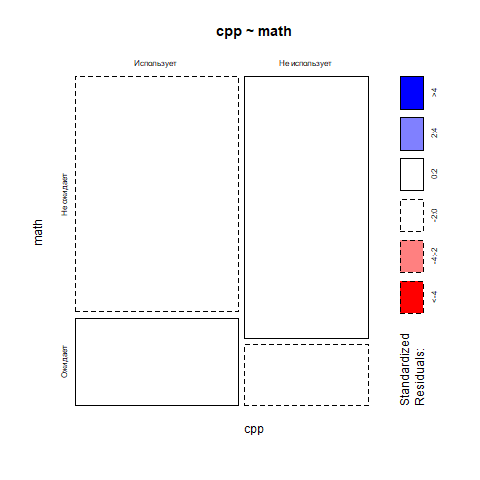 cpp ~ math
Использует
Не использует
Не ожидает
Ожидает
math
cpp
>4
2:4
0:2
-2:0
-4:-2
<-4
Standardized
Residuals: